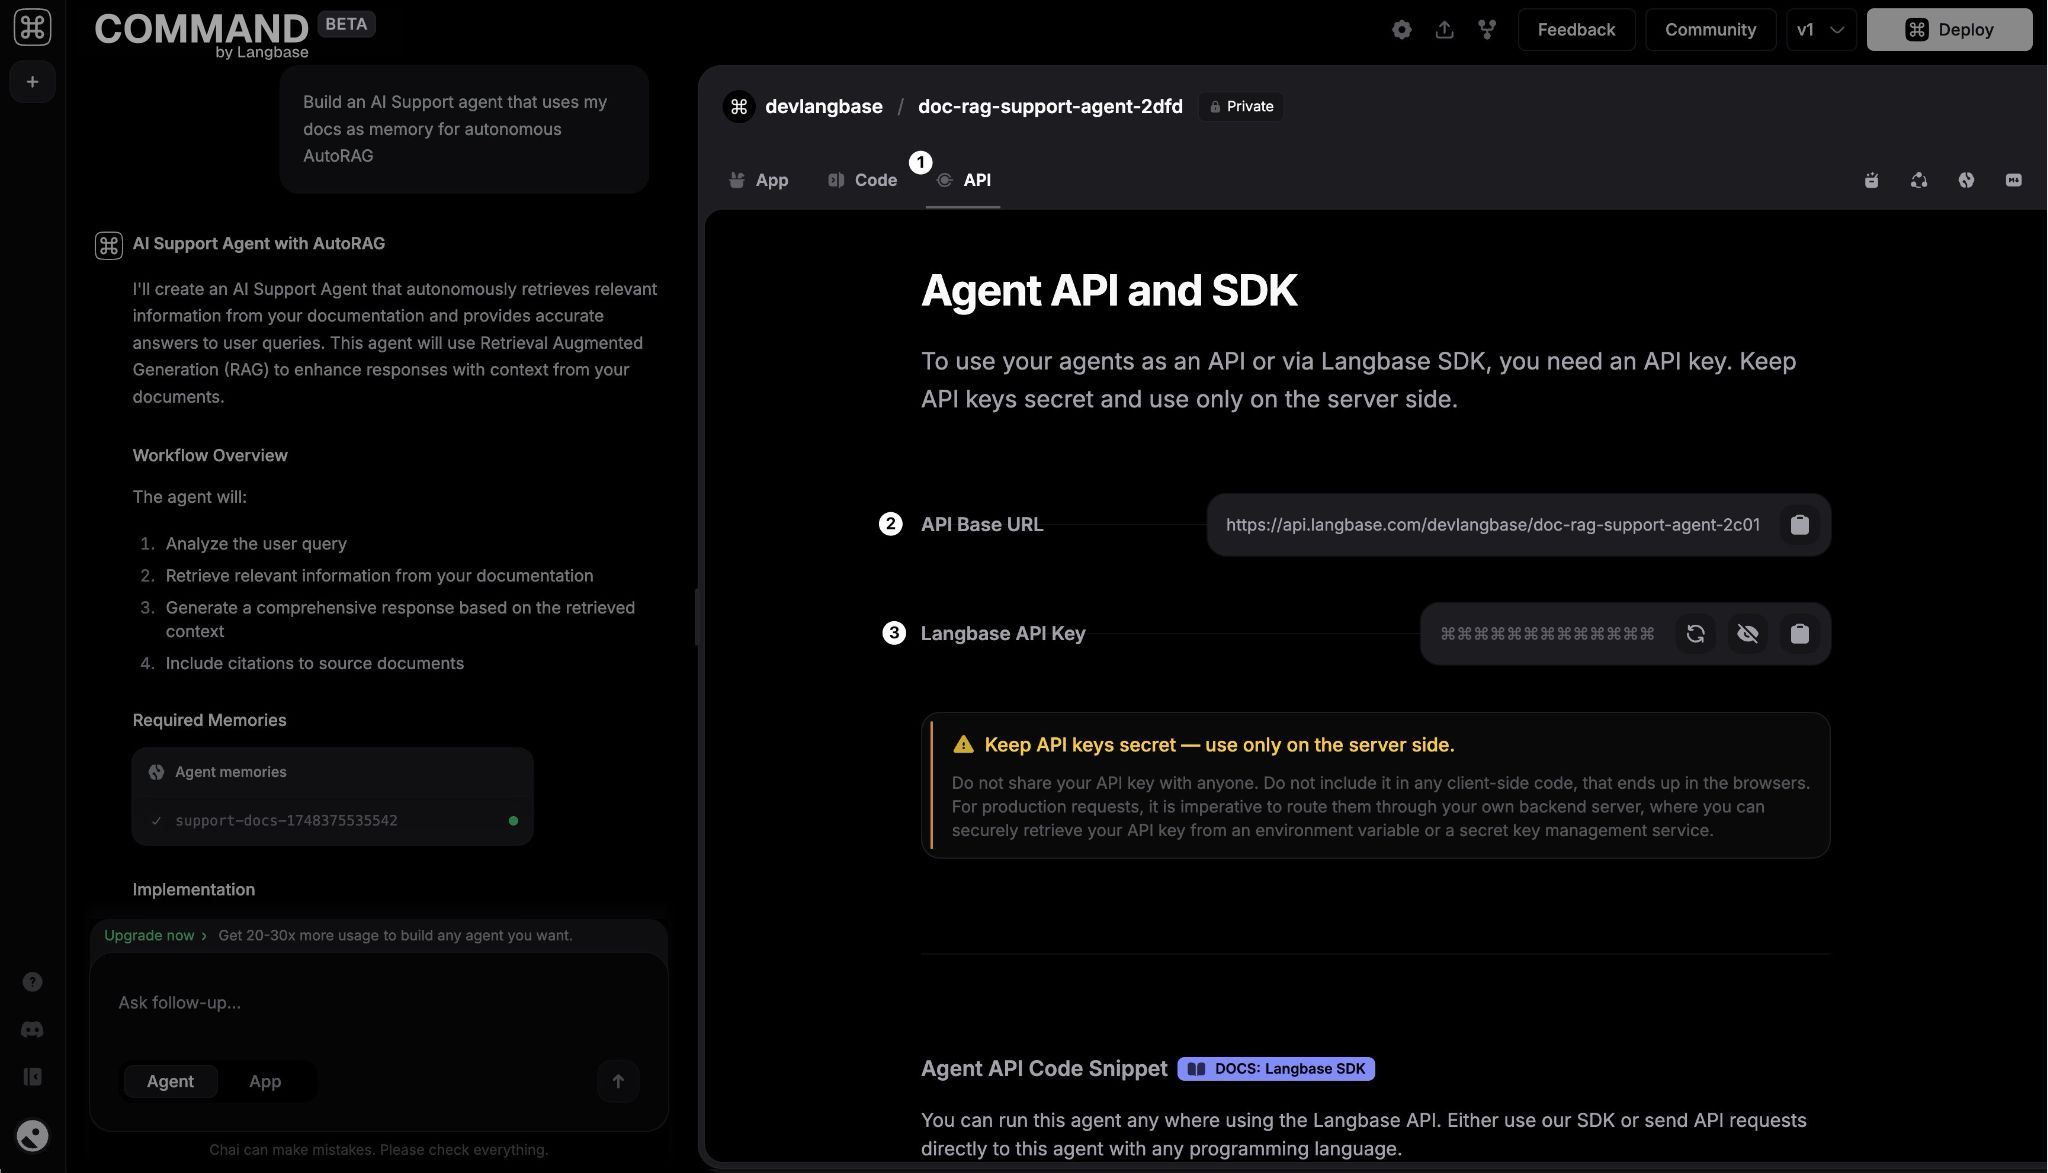 COMMAND BETA
by Langbase
Feedback
Community
v1
Deploy
Build an AI Support agent that uses my
docs as memory for autonomous
AutoRAG
AI Support Agent with AutoRAG
I'll create an AI Support Agent that autonomously retrieves relevant
information from your documentation and provides accurate
answers to user queries. This agent will use Retrieval Augmented
Generation (RAG) to enhance responses with context from your
documents.
Workflow Overview
The agent will:
1. Analyze the user query
2. Retrieve relevant information from your documentation
3. Generate a comprehensive response based on the retrieved
context
4. Include citations to source documents
Required Memories
Agent memories
support-docs-1748375535542
Implementation
Upgrade now › Get 20-30x more usage to build any agent you want.
Ask follow-up...
Agent
App
Chai can make mistakes. Please check everything.
devlangbase / doc-rag-support-agent-2dfd Private
App
Code
1
API
Agent API and SDK
To use your agents as an API or via Langbase SDK, you need an API key. Keep
API keys secret and use only on the server side.
2 API Base URL
https://api.langbase.com/devlangbase/doc-rag-support-agent-2c01
3 Langbase API Key
⌘⌘⌘⌘⌘⌘⌘⌘⌘⌘⌘⌘⌘
Keep API keys secret — use only on the server side.
Do not share your API key with anyone. Do not include it in any client-side code, that ends up in the browsers.
For production requests, it is imperative to route them through your own backend server, where you can
securely retrieve your API key from an environment variable or a secret key management service.
Agent API Code Snippet DOCS: Langbase SDK
You can run this agent any where using the Langbase API. Either use our SDK or send API requests
directly to this agent with any programming language.